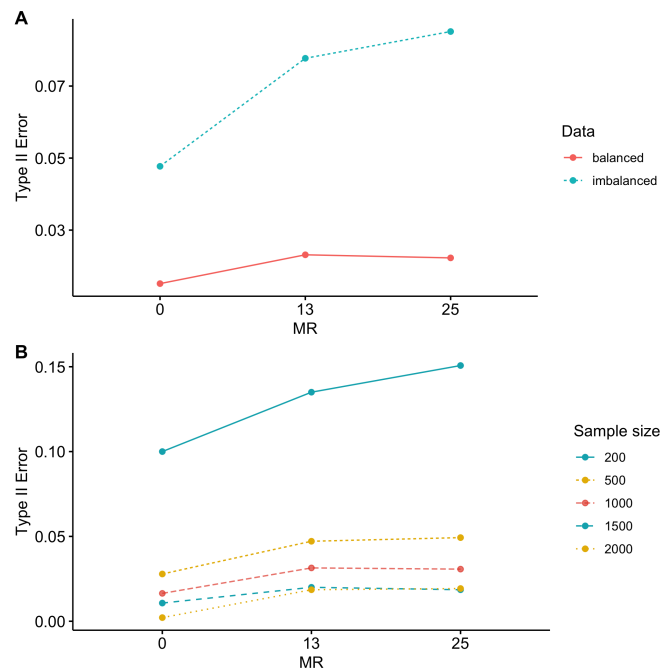 A
Type II Error
0.07
0.05
0.03
0 13 25
MR
Data
balanced
imbalanced
B
Type II Error
0.15
0.10
0.05
0.00
0 13 25
MR
Sample size
200
500
1000
1500
2000